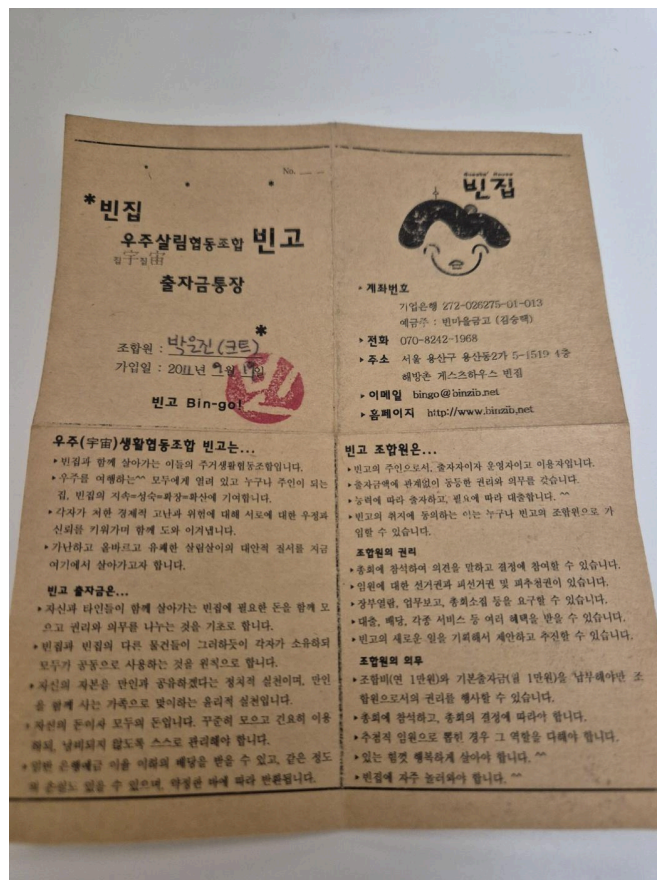 No.
*빈집
우주살림협동조합 빈고
집宇집宙
출자금통장
*
조합원 : 박은진 (크트)
가입일 : 2011년 9월 19일
빈
빈고 Bin-go!
Guests' House
빈집
▸계좌번호
기업은행 272-026275-01-013
예금주 : 빈마을금고 (김승택)
▸전화 070-8242-1968
▸주소 서울 용산구 용산동2가 5-1519 4층
해방촌 게스츠하우스 빈집
▸이메일 bingo@binzib.net
▸홈페이지 http://www.binzib.net
우주(宇宙)생활협동조합 빈고는...
▸빈집과 함께 살아가는 이들의 주거생활협동조합입니다.
▸우주를 여행하는^^ 모두에게 열려 있고 누구나 주인이 되는
집, 빈집의 지속=성숙=확장=확산에 기여합니다.
▸각자가 처한 경제적 고난과 위험에 대해 서로에 대한 우정과
신뢰를 키워가며 함께 도와 이겨냅니다.
▸가난하고 올바르고 유쾌한 살림살이의 대안적 질서를 지금
여기에서 살아가고자 합니다.
빈고 출자금은...
▸자신과 타인들이 함께 살아가는 빈집에 필요한 돈을 함께 모
으고 권리와 의무를 나누는 것을 기초로 합니다.
▸빈집과 빈집의 다른 물건들이 그러하듯이 각자가 소유하되
모두가 공동으로 사용하는 것을 원칙으로 합니다.
▸자신의 자본을 만인과 공유하겠다는 정치적 실천이며, 만인
을 함께 사는 가족으로 맞이하는 윤리적 실천입니다.
▸자신의 돈이자 모두의 돈입니다. 꾸준히 모으고 긴요히 이용
하되, 낭비되지 않도록 스스로 관리해야 합니다.
▸일반 은행예금 이율 이하의 배당을 받을 수 있고, 같은 정도
의 손실도 있을 수 있으며, 약정한 바에 따라 반환됩니다.
빈고 조합원은...
▸빈고의 주인으로서, 출자자이자 운영자이고 이용자입니다.
▸출자금액에 관계없이 동등한 권리와 의무를 갖습니다.
▸능력에 따라 출자하고, 필요에 따라 대출합니다. ^^
▸빈고의 취지에 동의하는 이는 누구나 빈고의 조합원으로 가
입할 수 있습니다.
조합원의 권리
▸총회에 참석하여 의견을 말하고 결정에 참여할 수 있습니다.
▸임원에 대한 선거권과 피선거권 및 피추천권이 있습니다.
▸장부열람, 업무보고, 총회소집 등을 요구할 수 있습니다.
▸대출, 배당, 각종 서비스 등 여러 혜택을 받을 수 있습니다.
▸빈고의 새로운 일을 기획해서 제안하고 추진할 수 있습니다.
조합원의 의무
▸조합비(연 1만원)와 기본출자금(월 1만원)을 납부해야만 조
합원으로서의 권리를 행사할 수 있습니다.
▸총회에 참석하고, 총회의 결정에 따라야 합니다.
▸추첨직 임원으로 뽑힌 경우 그 역할을 다해야 합니다.
▸있는 힘껏 행복하게 살아야 합니다. ^^
▸빈집에 자주 놀러와야 합니다. ^^